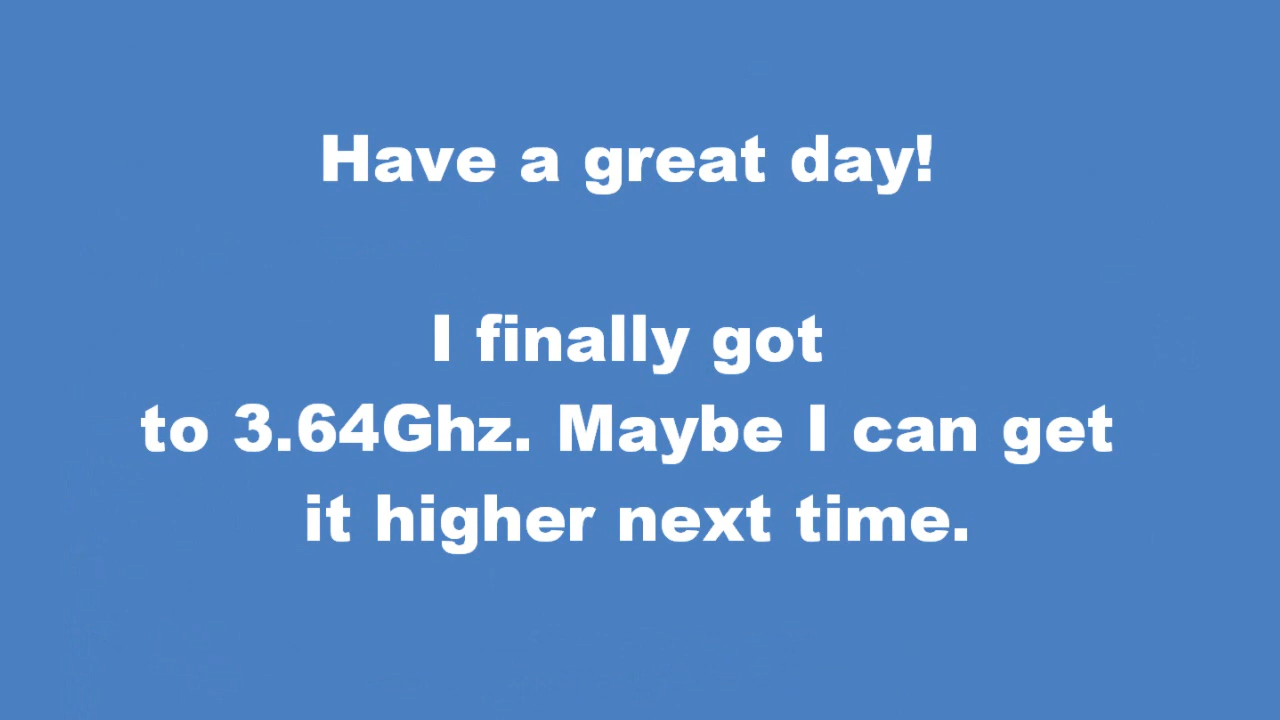 Have a great day!
I finally got
to 3.64Ghz. Maybe I can get
it higher next time.